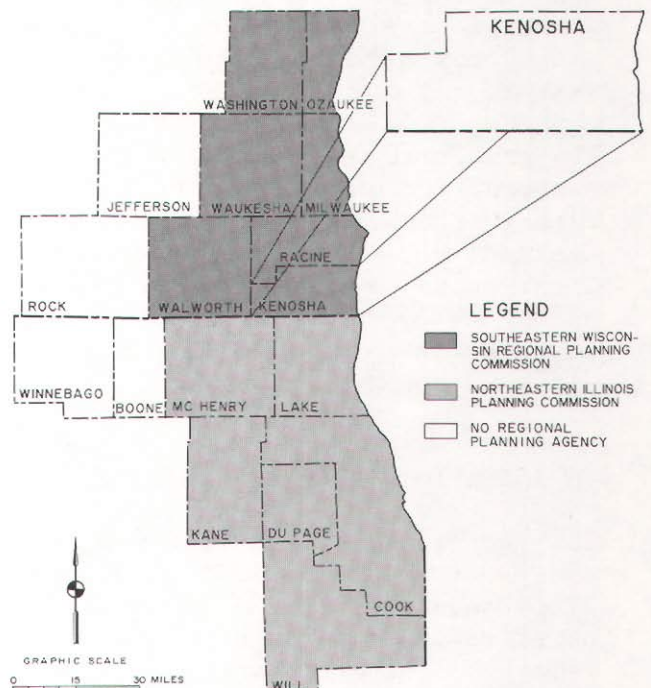 KENOSHA
WASHINGTON
OZAUKEE
JEFFERSON
WAUKESHA
MILWAUKEE
RACINE
ROCK
WALWORTH
KENOSHA
LEGEND
SOUTHEASTERN WISCON-
SIN REGIONAL PLANNING
COMMISSION
NORTHEASTERN ILLINOIS
PLANNING COMMISSION
NO REGIONAL
PLANNING AGENCY
WINNEBAGO
BOONE
MC HENRY
LAKE
KANE
DU PAGE
COOK
WILL
GRAPHIC SCALE
0 15 30 MILES